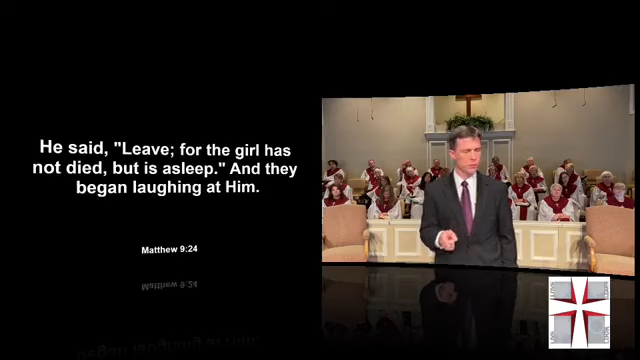 He said, "Leave; for the girl has
not died, but is asleep." And they
began laughing at Him.
Matthew 9:24